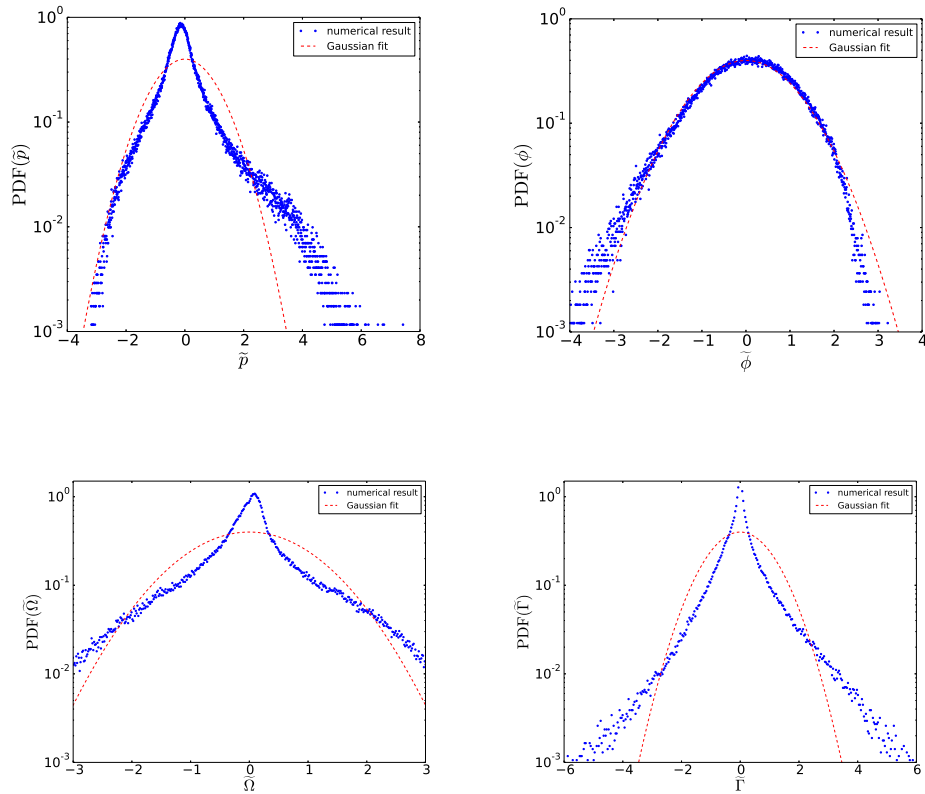 10^0
10^-1
10^-2
10^-3
PDF(p̃)
numerical result
Gaussian fit
−4 −2 0 2 4 6 8
p̃
10^0
10^-1
10^-2
10^-3
PDF(ϕ)
numerical result
Gaussian fit
−4 −3 −2 −1 0 1 2 3 4
ϕ̃
10^0
10^-1
10^-2
10^-3
PDF(Ω̃)
numerical result
Gaussian fit
−3 −2 −1 0 1 2 3
Ω̃
10^0
10^-1
10^-2
10^-3
PDF(Γ̃)
numerical result
Gaussian fit
−6 −4 −2 0 2 4 6
Γ̃